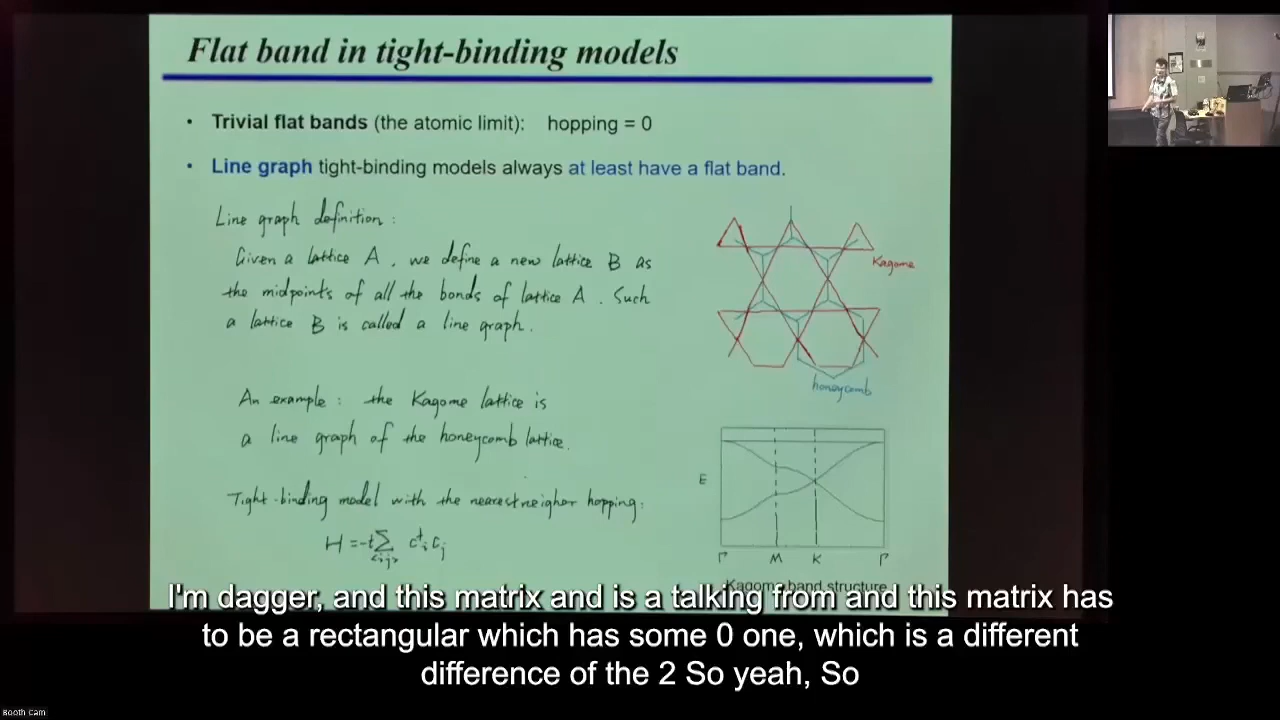 Flat band in tight-binding models
• Trivial flat bands (the atomic limit): hopping = 0
• Line graph tight-binding models always at least have a flat band.
Line graph definition :
Given a lattice A , we define a new lattice B as
the midpoints of all the bonds of lattice A . Such
a lattice B is called a line graph .
Kagome
honeycomb
An example : the Kagome lattice is
a line graph of the honeycomb lattice .
Tight-binding model with the nearest neigher hopping :
H = -t Σ c†i cj
<i,j>
E
Γ M K Γ
Kagome band structure
I'm dagger, and this matrix and is a talking from and this matrix has
to be a rectangular which has some 0 one, which is a different
difference of the 2 So yeah, So
Booth Cam